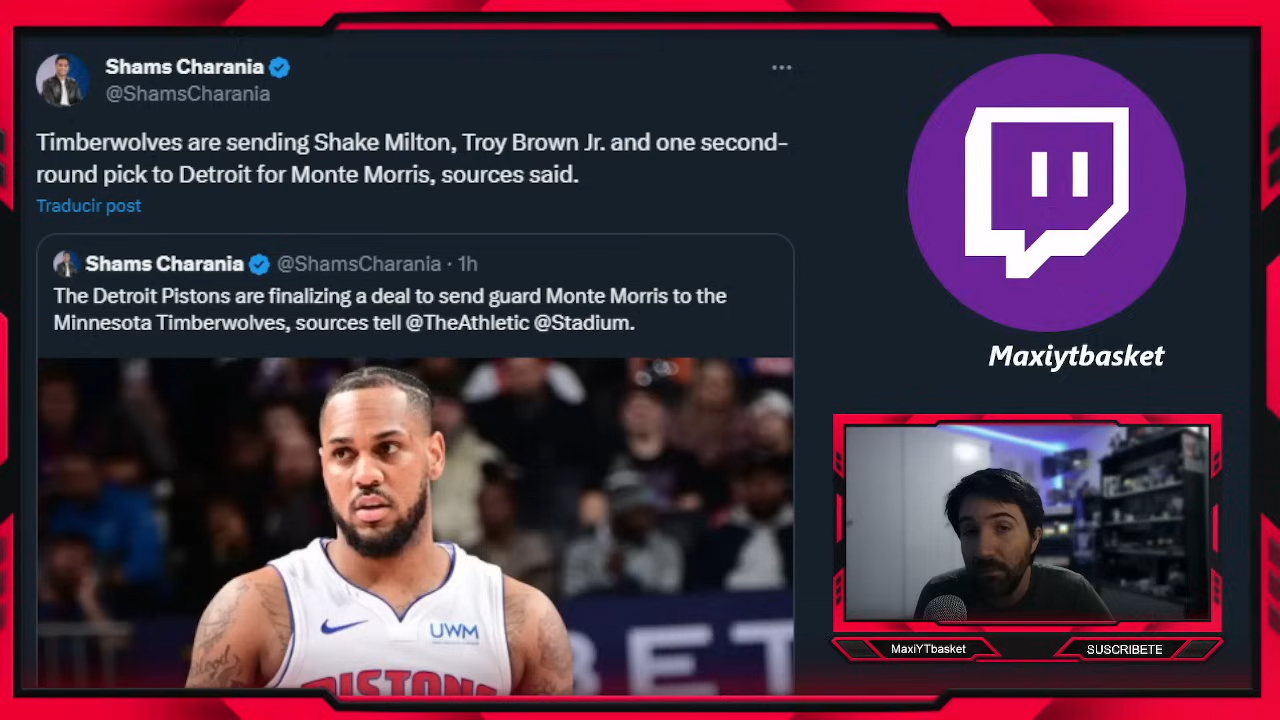 Shams Charania
@ShamsCharania
Timberwolves are sending Shake Milton, Troy Brown Jr. and one second-
round pick to Detroit for Monte Morris, sources said.
Traducir post
Shams Charania @ShamsCharania · 1h
The Detroit Pistons are finalizing a deal to send guard Monte Morris to the
Minnesota Timberwolves, sources tell @TheAthletic @Stadium.
UWM
PISTONS
BET
Maxiytbasket
MaxiYTbasket
SUSCRIBETE